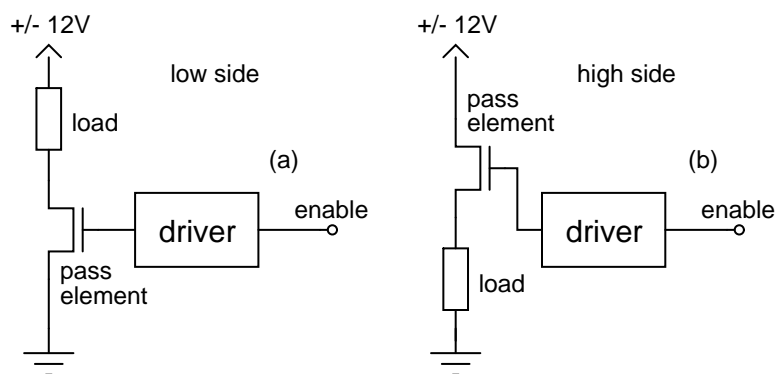 +/- 12V
low side
load
(a)
enable
driver
pass
element
+/- 12V
high side
pass
element
(b)
enable
driver
load